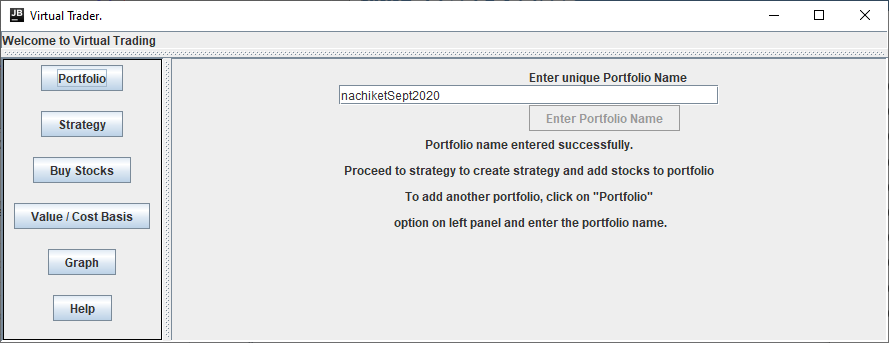 JB Virtual Trader.
Welcome to Virtual Trading
Portfolio
Strategy
Buy Stocks
Value / Cost Basis
Graph
Help
Enter unique Portfolio Name
nachiketSept2020
Enter Portfolio Name
Portfolio name entered successfully.
Proceed to strategy to create strategy and add stocks to portfolio
To add another portfolio, click on "Portfolio"
option on left panel and enter the portfolio name.